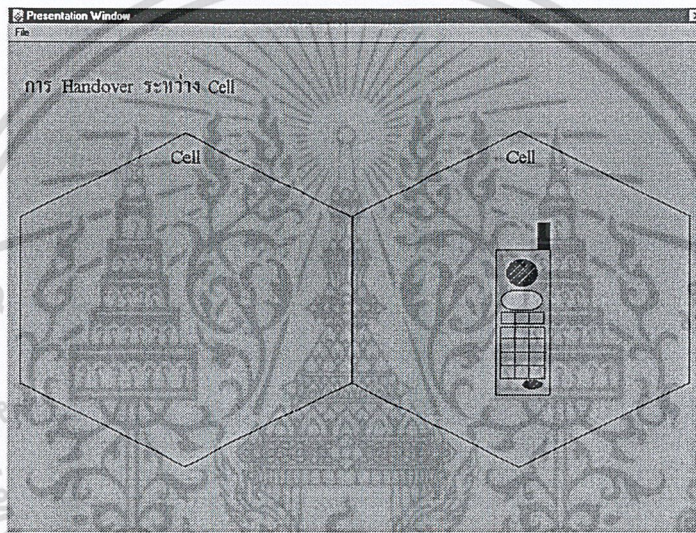 Presentation Window
File
การ Handover ระหว่าง Cell
Cell Cell